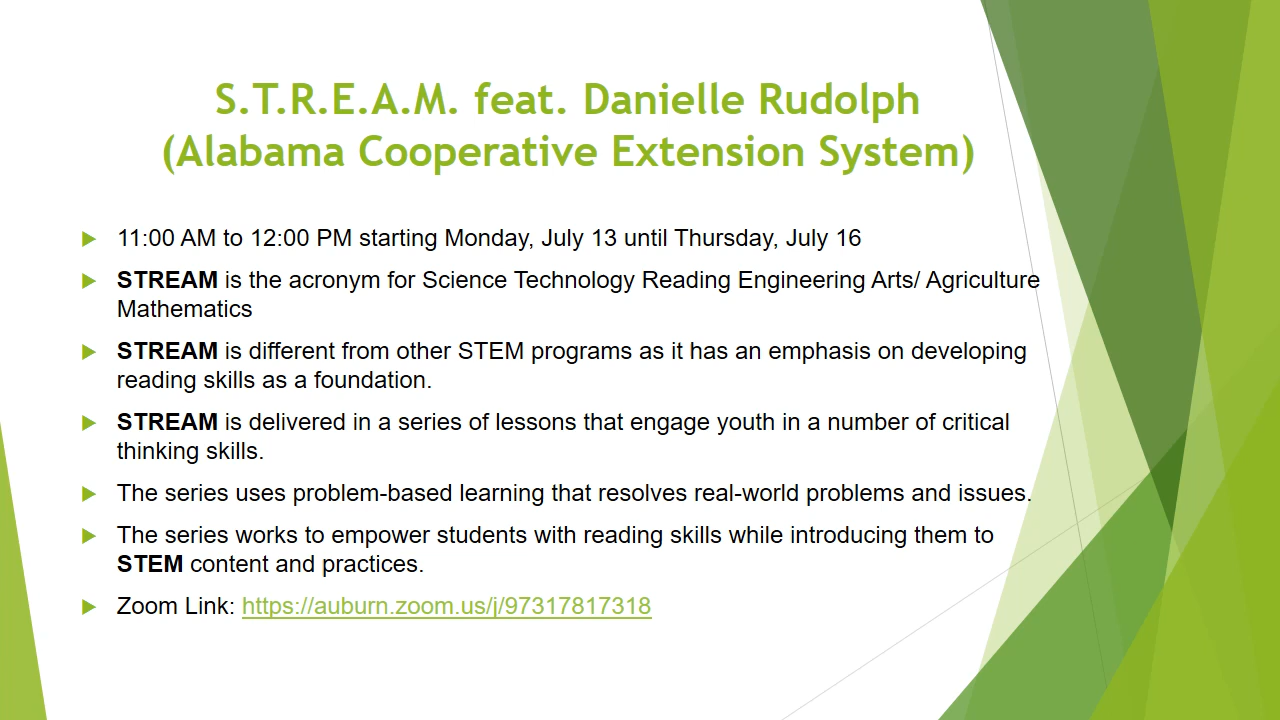 S.T.R.E.A.M. feat. Danielle Rudolph
(Alabama Cooperative Extension System)
11:00 AM to 12:00 PM starting Monday, July 13 until Thursday, July 16
STREAM is the acronym for Science Technology Reading Engineering Arts/ Agriculture
Mathematics
STREAM is different from other STEM programs as it has an emphasis on developing
reading skills as a foundation.
STREAM is delivered in a series of lessons that engage youth in a number of critical
thinking skills.
The series uses problem-based learning that resolves real-world problems and issues.
The series works to empower students with reading skills while introducing them to
STEM content and practices.
Zoom Link: https://auburn.zoom.us/j/97317817318